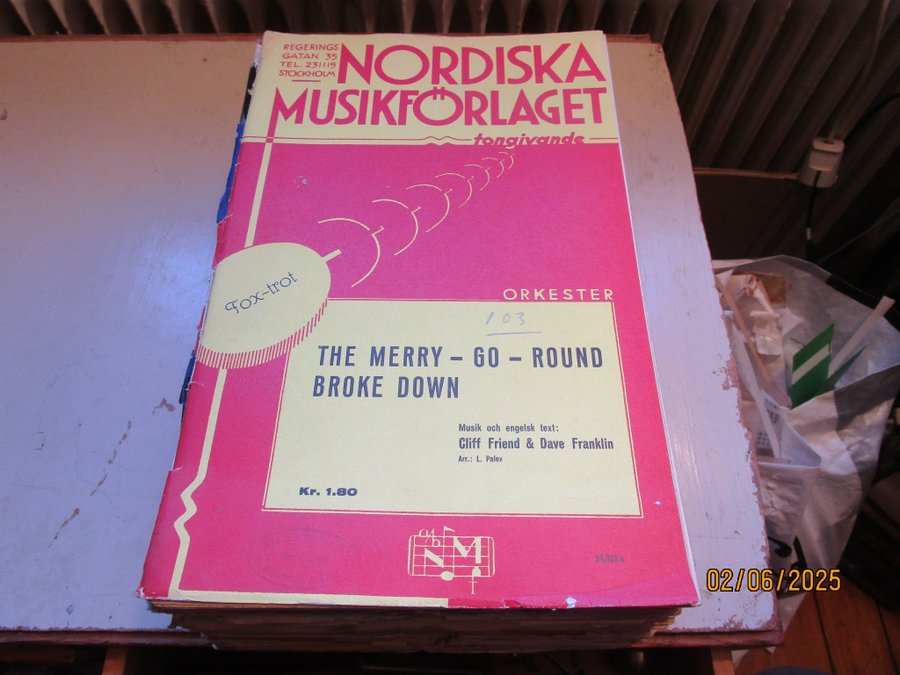 REGERINGS
GATAN 35
TEL. 231115
STOCKHOLM
NORDISKA
MUSIKFÖRLAGET
tongivande
Fox-trot
ORKESTER
103
THE MERRY – GO – ROUND
BROKE DOWN
Musik och engelsk text:
Cliff Friend & Dave Franklin
Arr.: L. Palex
Kr. 1.80
NMf
02/06/2025